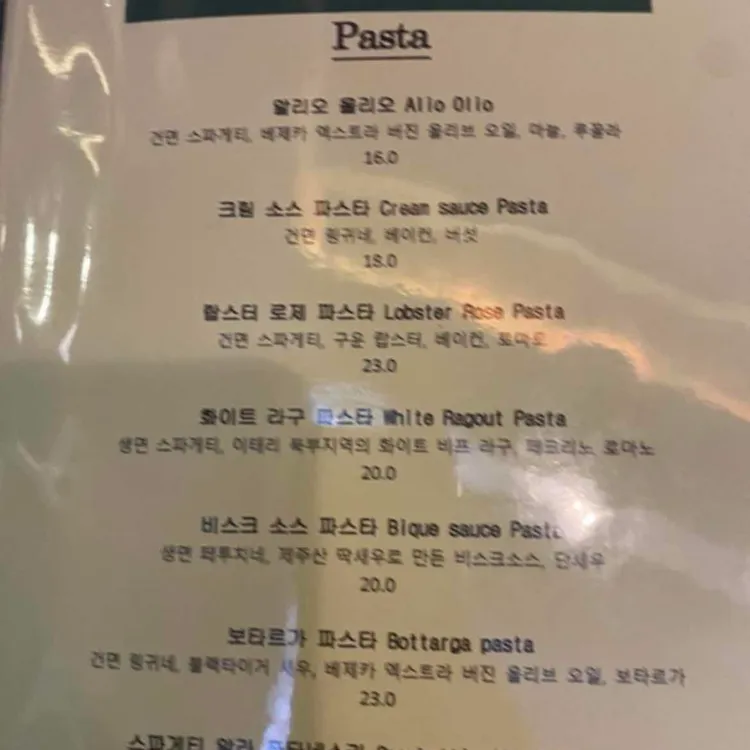 Pasta
알리오 올리오 Alio Olio
건면 스파게티, 베제카 엑스트라 버진 올리브 오일, 마늘, 루꼴라
16.0
크림 소스 파스타 Cream sauce Pasta
건면 링귀네, 베이컨, 버섯
18.0
랍스터 로제 파스타 Lobster Rose Pasta
건면 스파게티, 구운 랍스터, 베이컨, 토마토
23.0
화이트 라구 파스타 White Ragout Pasta
생면 스파게티, 이태리 북부지역의 화이트 비프 라구, 페코리노 로마노
20.0
비스크 소스 파스타 Bique sauce Pasta
생면 페투치네, 제주산 딱새우로 만든 비스크소스, 단새우
20.0
보타르가 파스타 Bottarga pasta
건면 링귀네, 블랙타이거 새우, 베제카 엑스트라 버진 올리브 오일, 보타르가
23.0
스파게티 알라